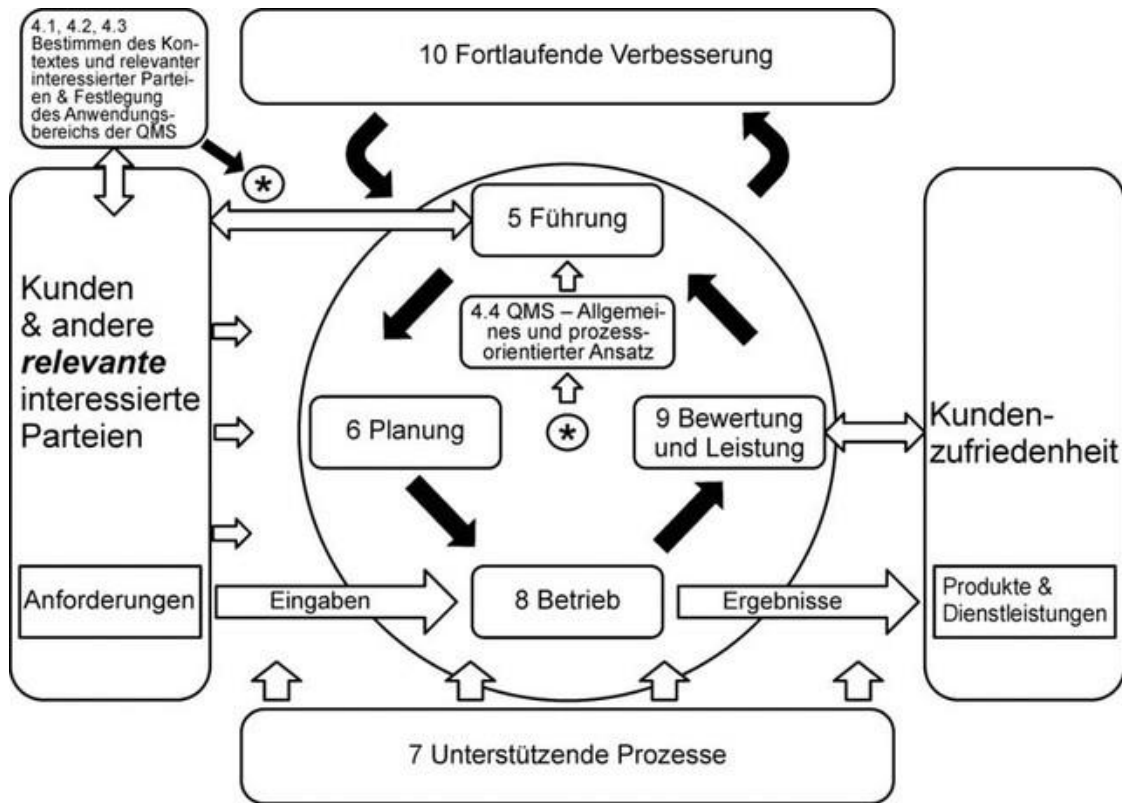 4.1, 4.2, 4.3
Bestimmen des Kon-
textes und relevanter
interessierter Partei-
en & Festlegung
des Anwendungs-
bereichs der QMS
10 Fortlaufende Verbesserung
*
5 Führung
Kunden
& andere
relevante
interessierte
Parteien
4.4 QMS – Allgemei-
nes und prozess-
orientierter Ansatz
6 Planung
*
9 Bewertung
und Leistung
Kunden-
zufriedenheit
Anforderungen
Eingaben
8 Betrieb
Ergebnisse
Produkte &
Dienstleistungen
7 Unterstützende Prozesse